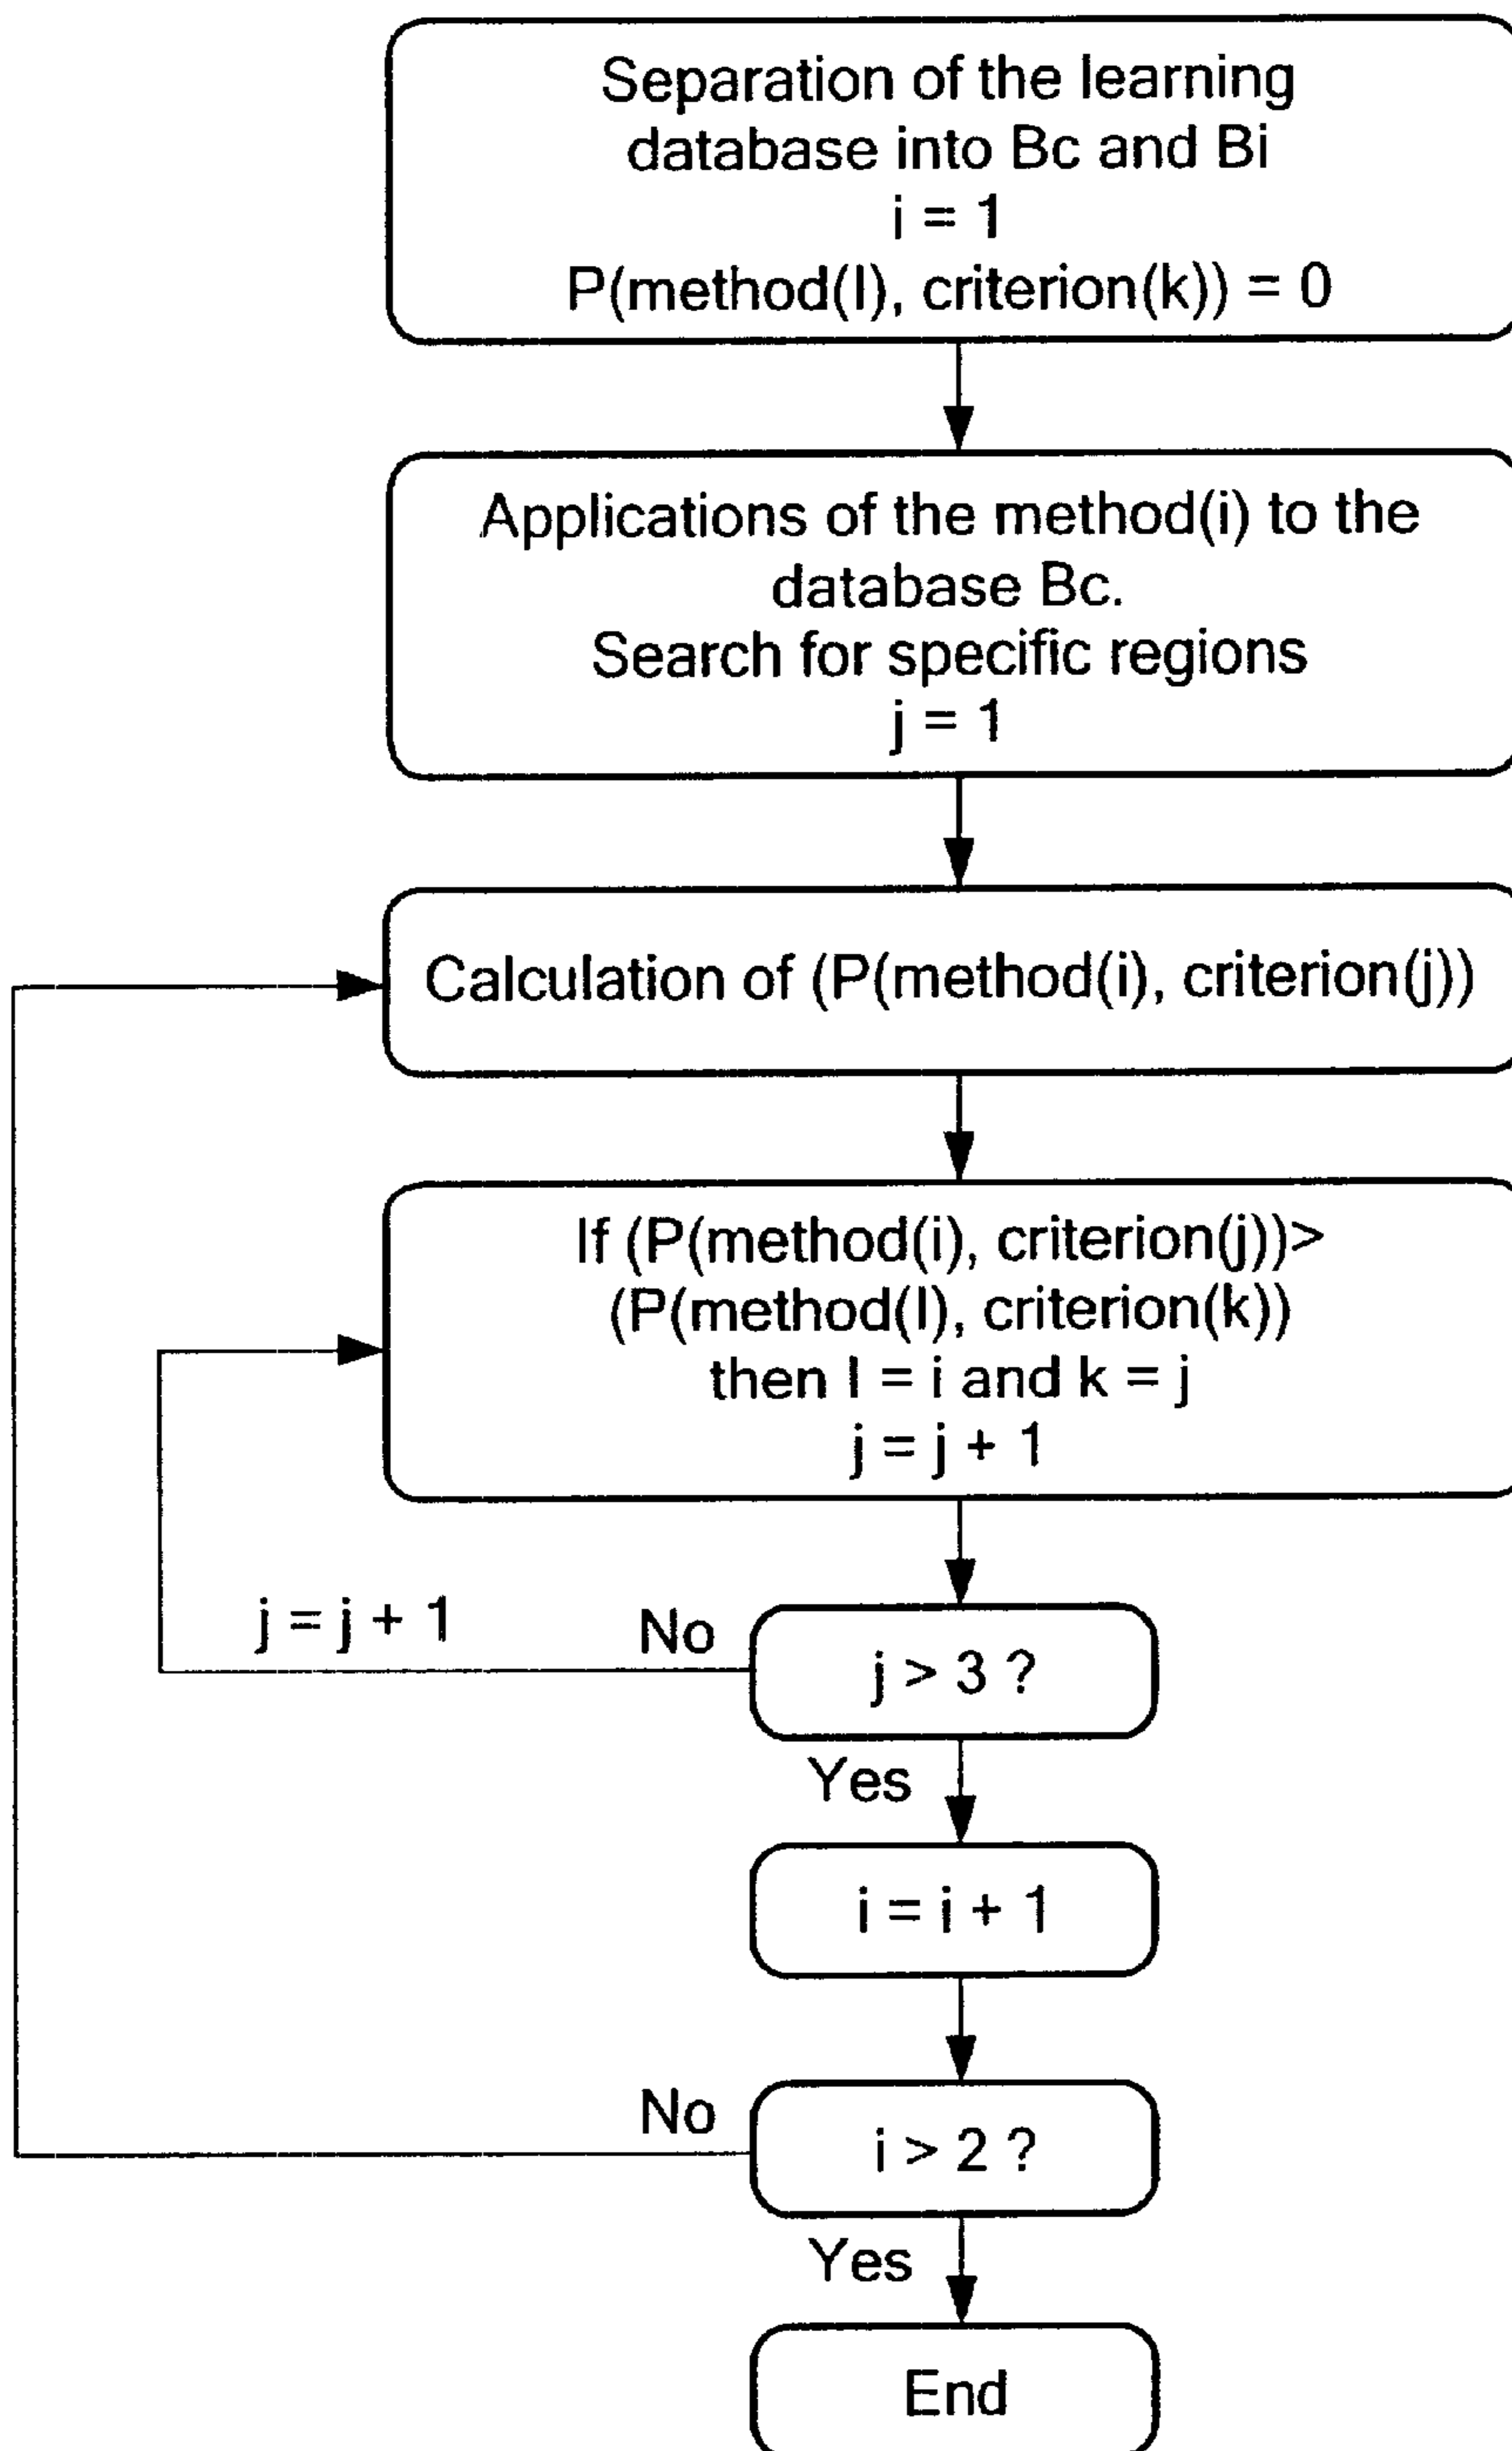 Separation of the learning
database into Bc and Bi
i = 1
P(method(l), criterion(k)) = 0
Applications of the method(i) to the
database Bc.
Search for specific regions
j = 1
Calculation of (P(method(i), criterion(j))
If (P(method(i), criterion(j))>
(P(method(l), criterion(k))
then l = i and k = j
j = j + 1
j = j + 1
No
j > 3 ?
Yes
i = i + 1
No
i > 2 ?
Yes
End